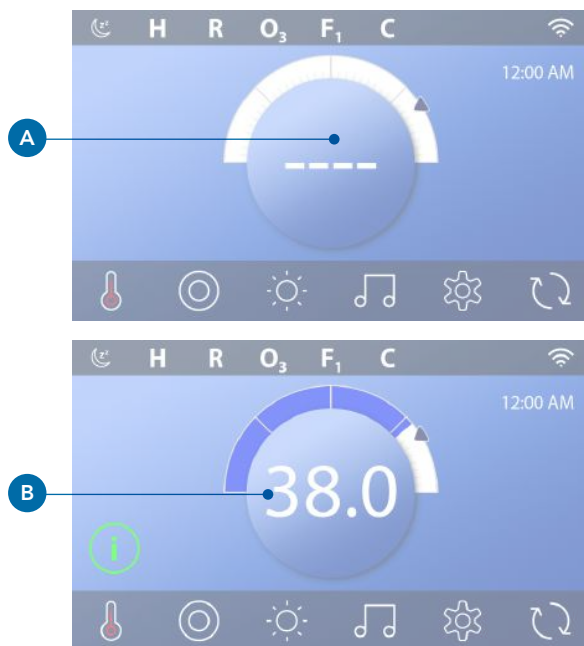 H R O₃ F₁ C
12:00 AM
A
----
H R O₃ F₁ C
12:00 AM
B
38.0
i